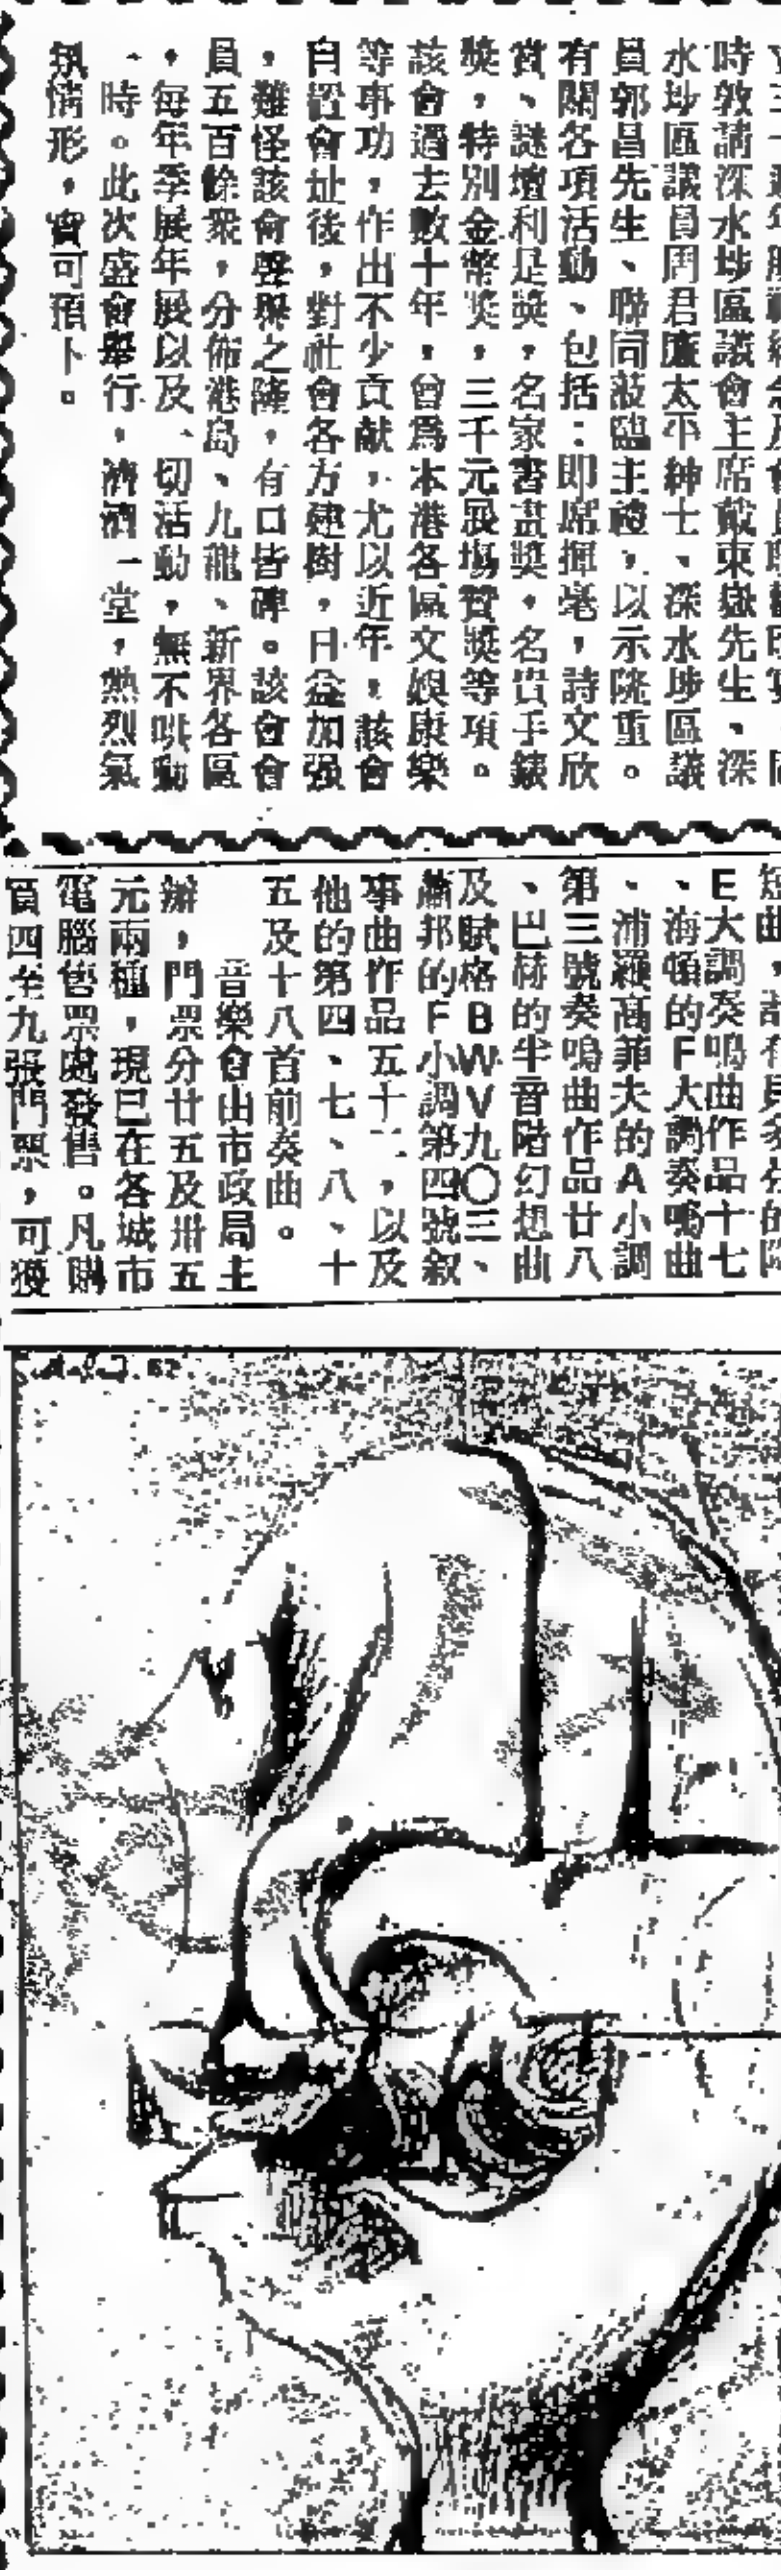 時敦請深水埗區議會主席戴東嶽先生、深
水埗區議員周君廉太平紳士、深水埗區議
員郭昌先生、聯同蒞臨主禮，以示隆重。
有關各項活動、包括：即席揮毫，詩文欣
賞、謎壇利是獎，名家書畫獎，名貴手錶
獎，特別金幣獎，三千元展場贊獎等項。
該會過去數十年，曾爲本港各區文娛康樂
等事功，作出不少貢献，尤以近年，該會
自置會址後，對社會各方建樹，日益加强
，難怪該會聲譽之隆，有口皆碑。該會會
員五百餘衆，分佈港島、九龍、新界各區
，每年季展年展以及一切活動，無不哄動
一時。此次盛會舉行，濟濟一堂，熱烈氣
氛情形，實可預卜。
E大調奏鳴曲作品十七
、海頓的F大調奏鳴曲
、浦羅高菲夫的A小調
第三號奏鳴曲作品廿八
、巴赫的半音階幻想曲
及賦格BWV九〇三、
蕭邦的F小調第四號叙
事曲作品五十二，以及
他的第四、七、八、十
五及十八首前奏曲。
音樂會由市政局主
辦，門票分廿五及卅五
元兩種，現已在各城市
電腦售票處發售。凡購
買四至九張門票，可獲